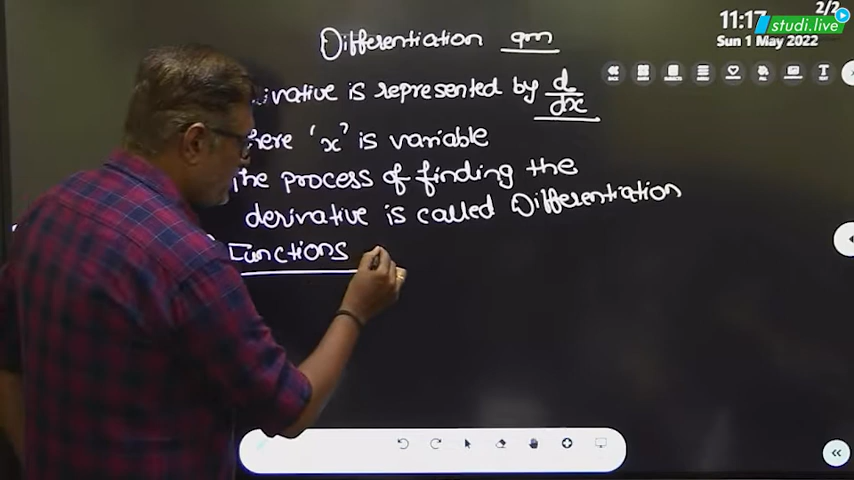 2/2
11:17
studi.live
Sun 1 May 2022
Differentiation
derivative is represented by d/dx
where 'x' is variable
The process of finding the
derivative is called Differentiation
Functions